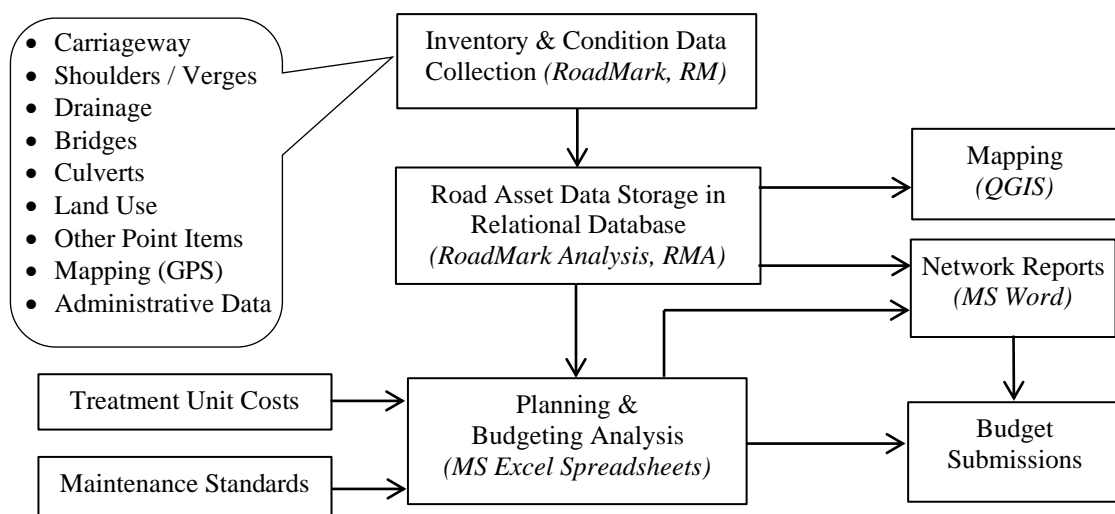 • Carriageway
• Shoulders / Verges
• Drainage
• Bridges
• Culverts
• Land Use
• Other Point Items
• Mapping (GPS)
• Administrative Data
Inventory & Condition Data
Collection (RoadMark, RM)
Road Asset Data Storage in
Relational Database
(RoadMark Analysis, RMA)
Mapping
(QGIS)
Network Reports
(MS Word)
Treatment Unit Costs
Maintenance Standards
Planning &
Budgeting Analysis
(MS Excel Spreadsheets)
Budget
Submissions